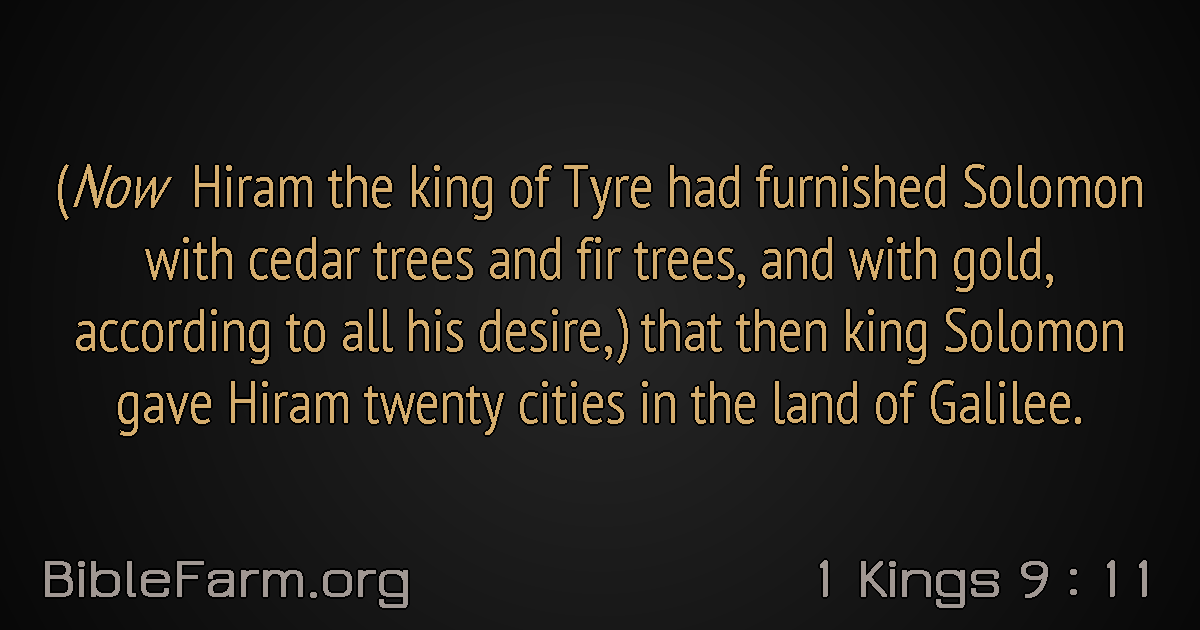 (Now Hiram the king of Tyre had furnished Solomon
with cedar trees and fir trees, and with gold,
according to all his desire,) that then king Solomon
gave Hiram twenty cities in the land of Galilee.
BibleFarm.org
1 Kings 9 : 11